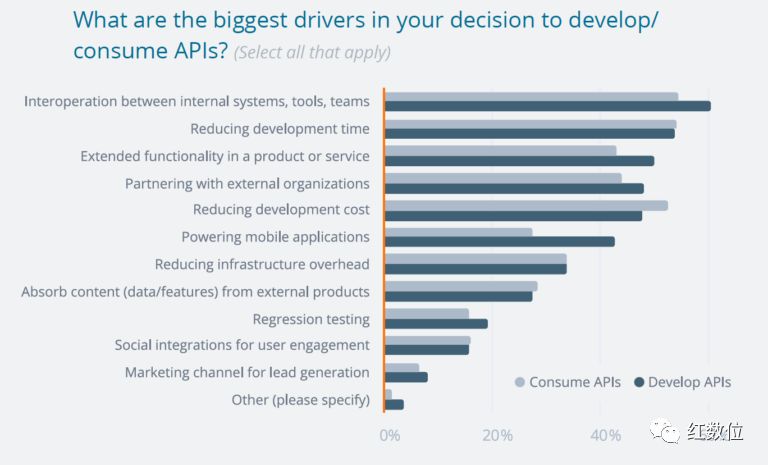 What are the biggest drivers in your decision to develop/
consume APIs? (Select all that apply)
Interoperation between internal systems, tools, teams
Reducing development time
Extended functionality in a product or service
Partnering with external organizations
Reducing development cost
Powering mobile applications
Reducing infrastructure overhead
Absorb content (data/features) from external products
Regression testing
Social integrations for user engagement
Marketing channel for lead generation
Other (please specify)
Consume APIs Develop APIs
0% 20% 40%
红数位